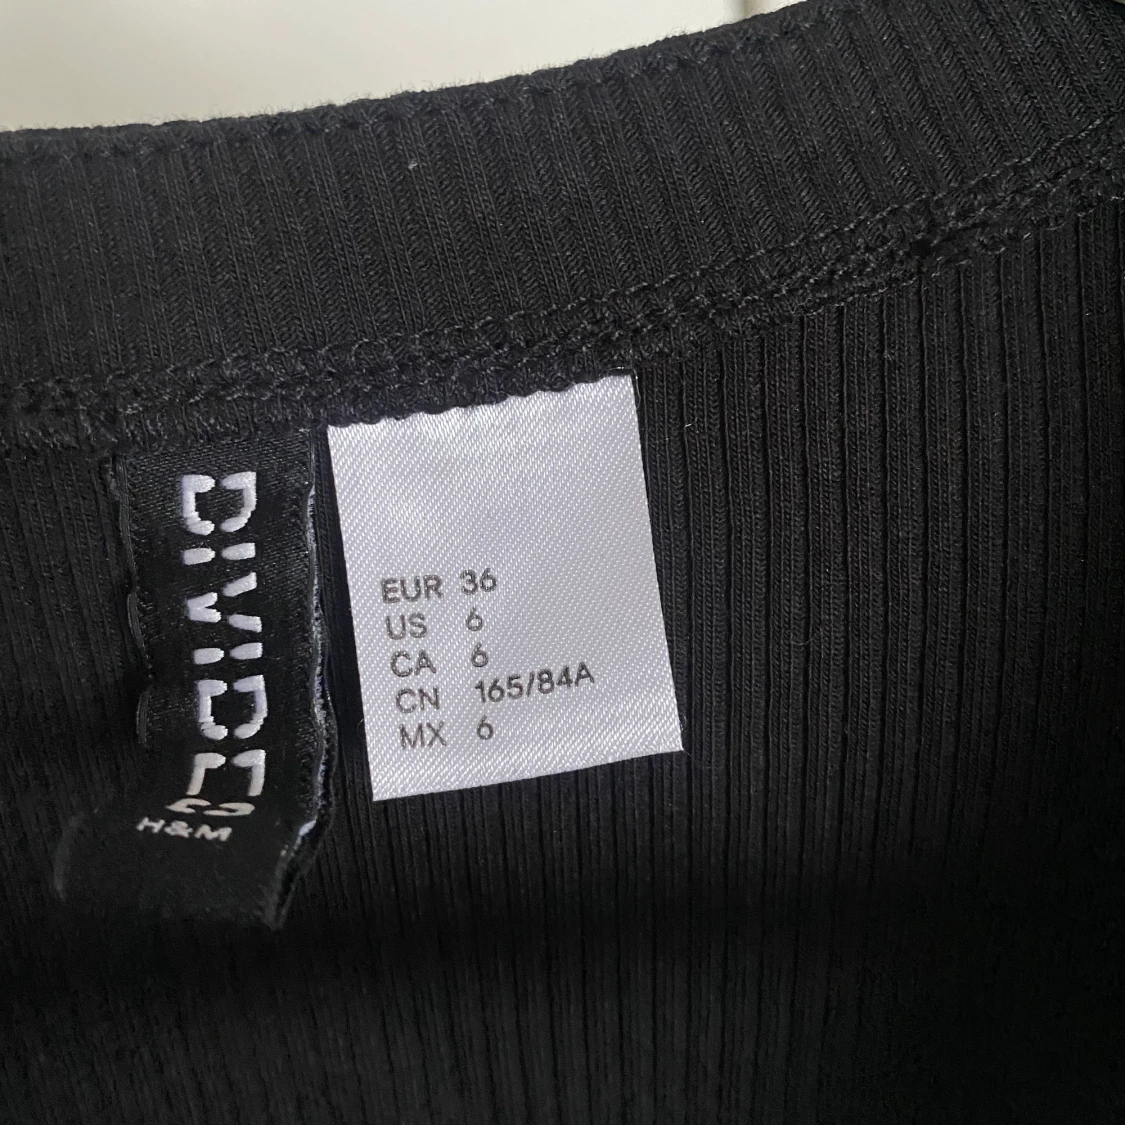 DIVIDED
H&M
EUR 36
US 6
CA 6
CN 165/84A
MX 6